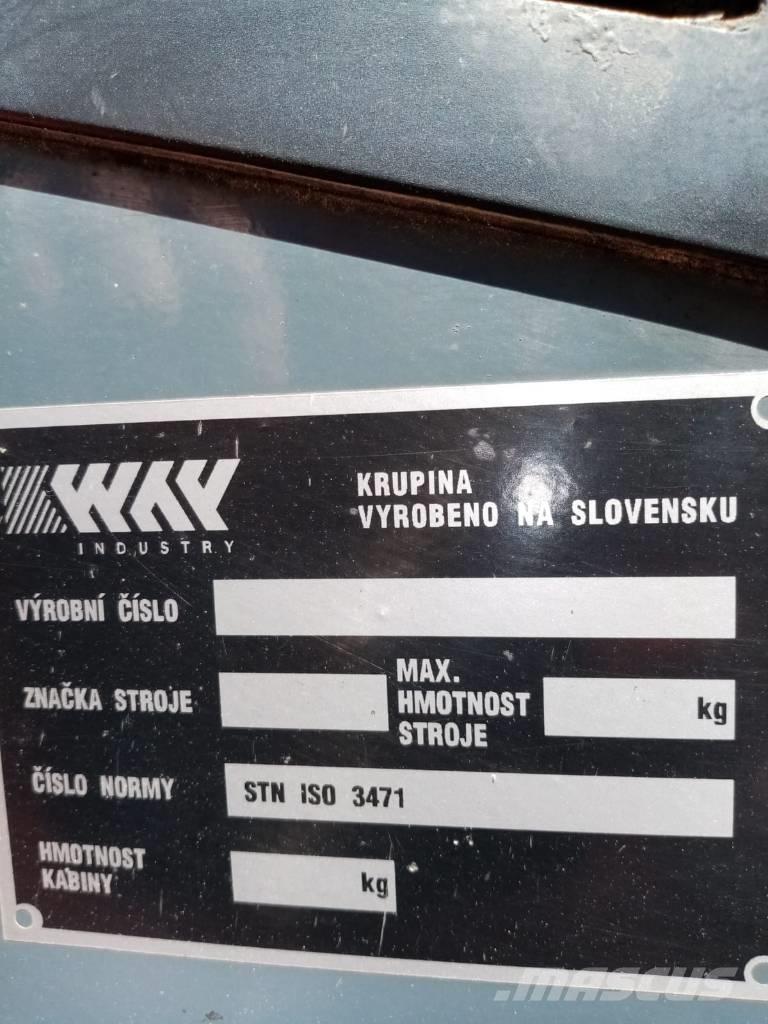 WAY
INDUSTRY
KRUPINA
VYROBENO NA SLOVENSKU
VÝROBNÍ ČÍSLO
ZNAČKA STROJE
MAX.
HMOTNOST
STROJE
kg
ČÍSLO NORMY
STN ISO 3471
HMOTNOST
KABINY
kg
MASCUS